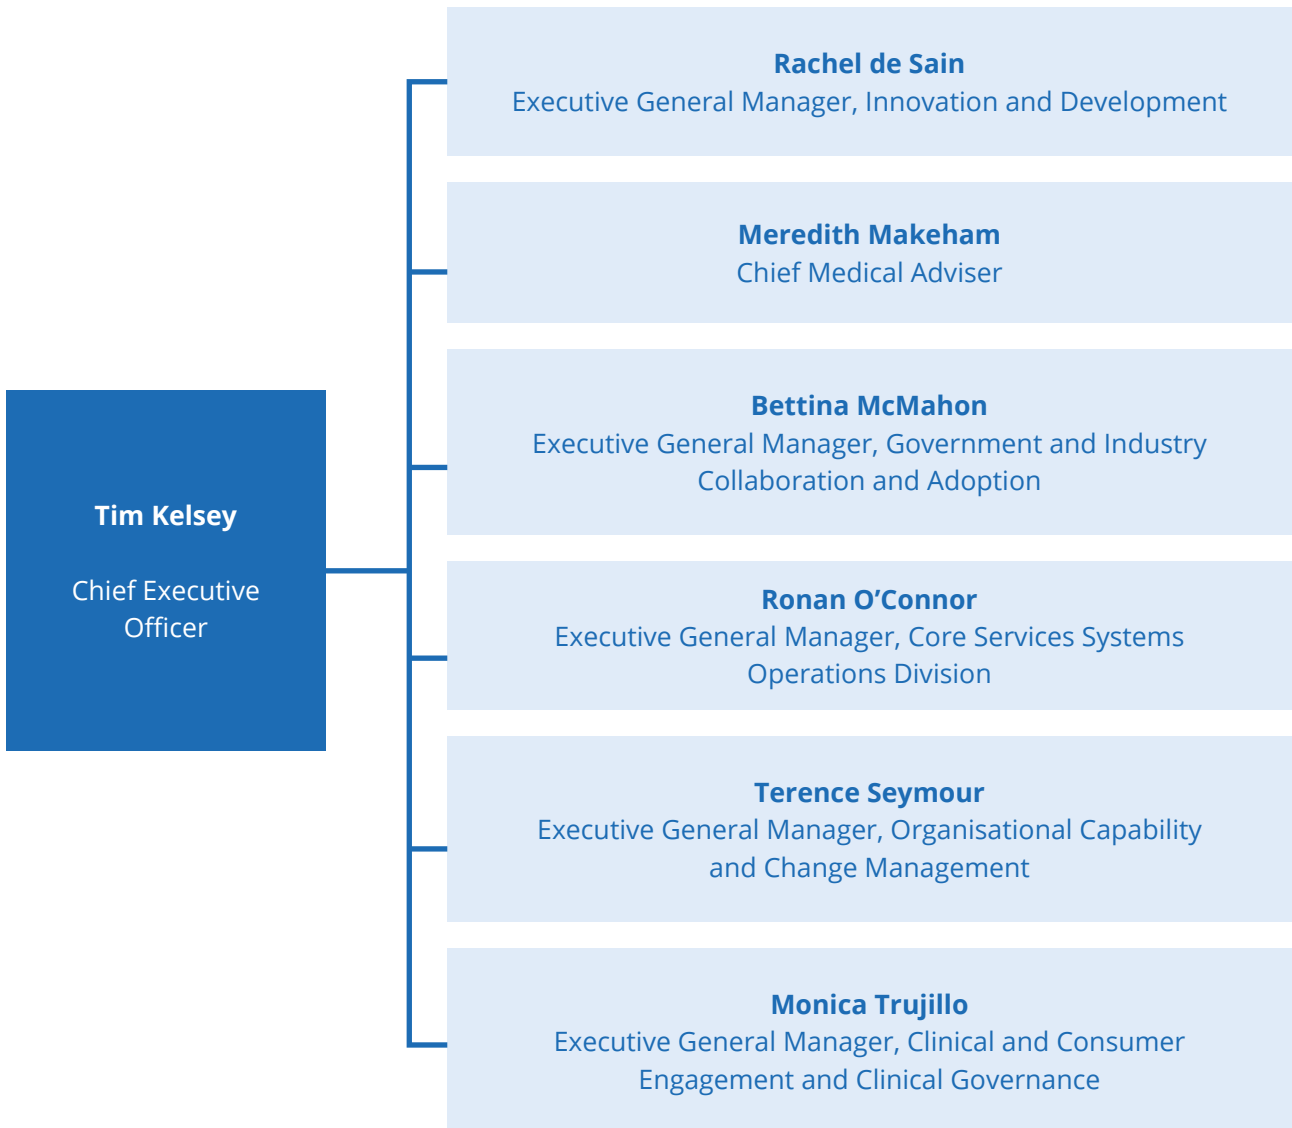 Rachel de Sain
Executive General Manager, Innovation and Development
Meredith Makeham
Chief Medical Adviser
Bettina McMahon
Executive General Manager, Government and Industry
Collaboration and Adoption
Tim Kelsey
Chief Executive
Officer
Ronan O’Connor
Executive General Manager, Core Services Systems
Operations Division
Terence Seymour
Executive General Manager, Organisational Capability
and Change Management
Monica Trujillo
Executive General Manager, Clinical and Consumer
Engagement and Clinical Governance